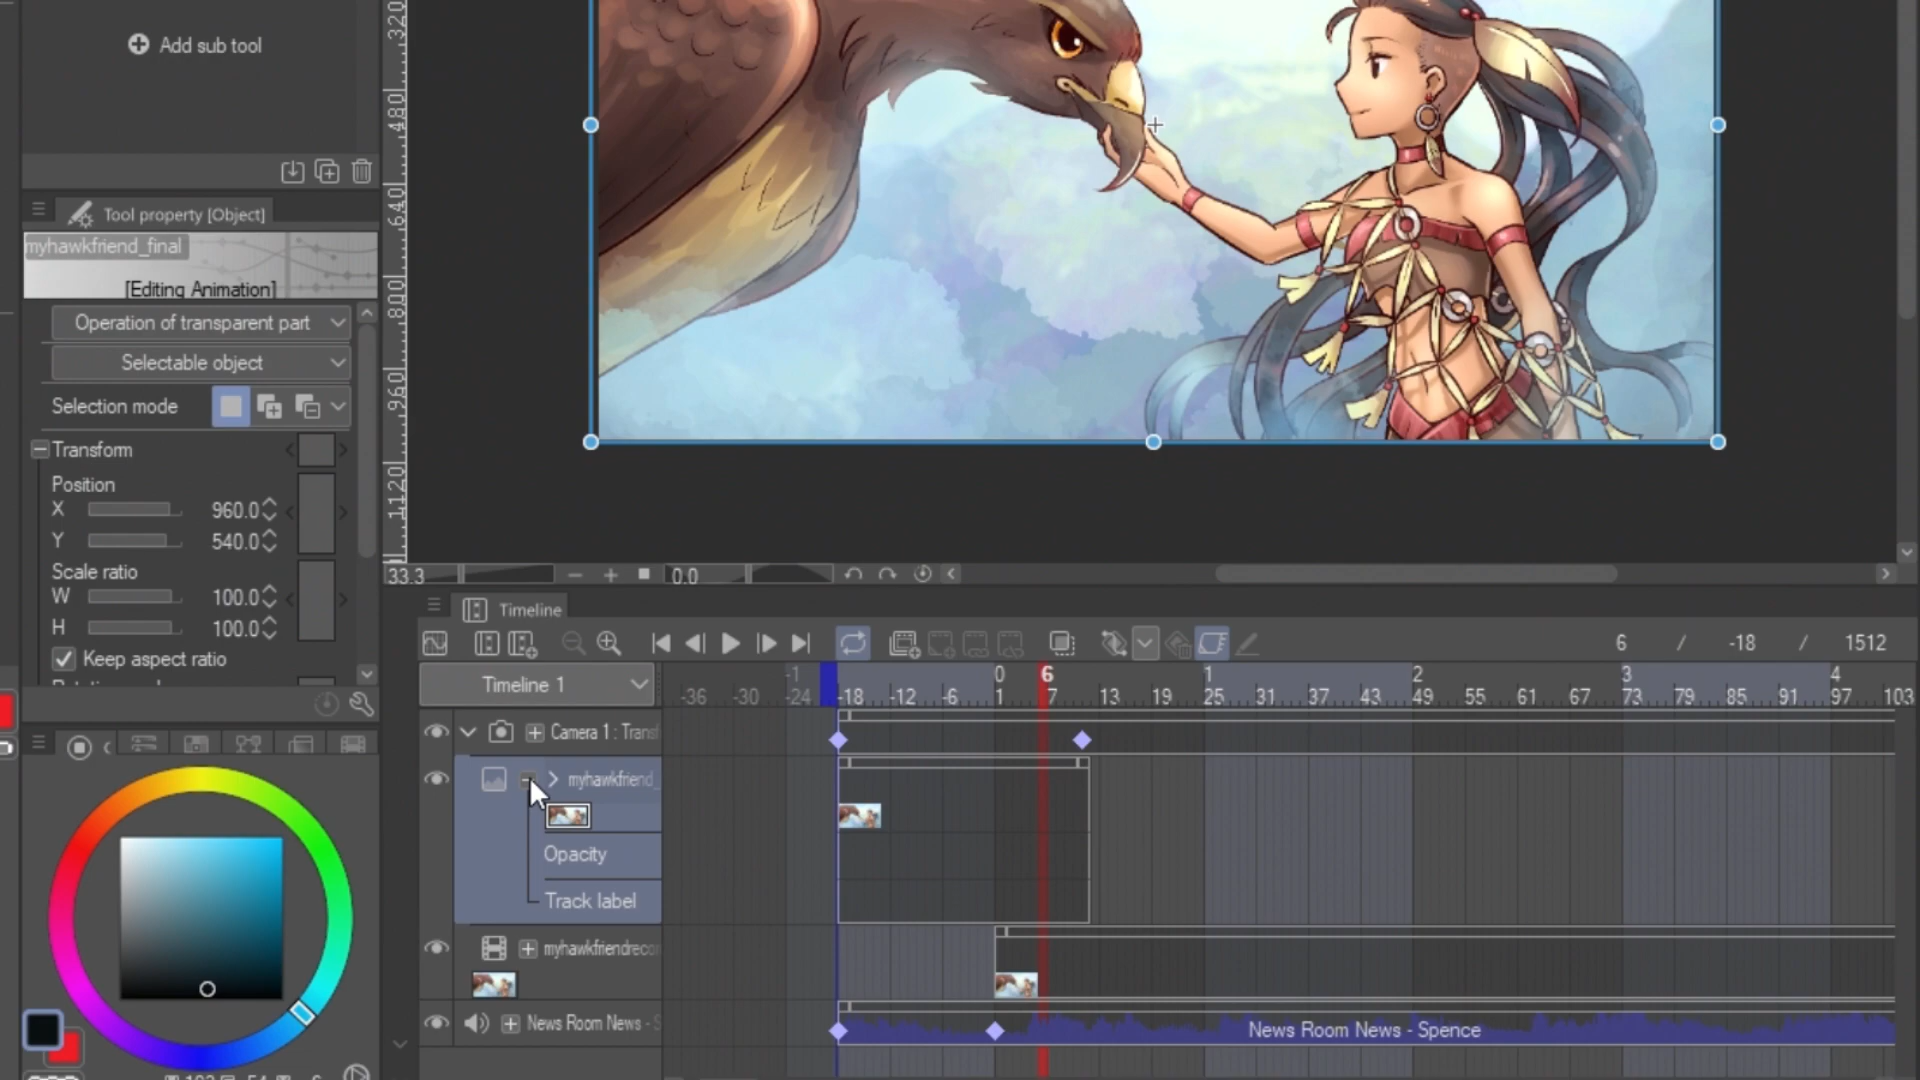 Add sub tool
Tool property [Object]
myhawkfriend_final
[Editing Animation]
Operation of transparent part
Selectable object
Selection mode
Transform
Position
X 960.0
Y 540.0
Scale ratio
W 100.0
H 100.0
Keep aspect ratio
320
480
640
800
960
1120
33.3
0.0
Timeline
6 / -18 / 1512
Timeline 1
-1 0 6 1 2 3 4
-36 -30 -24 -18 -12 -6 1 7 13 19 25 31 37 43 49 55 61 67 73 79 85 91 97 103
Camera 1 : Transf
myhawkfriend_
Opacity
Track label
myhawkfriendreco
News Room News - S
News Room News - Spence